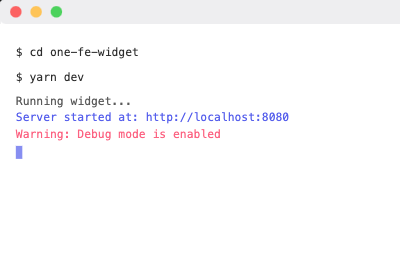 $ cd one-fe-widget
$ yarn dev
Running widget...
Server started at: http://localhost:8080
Warning: Debug mode is enabled